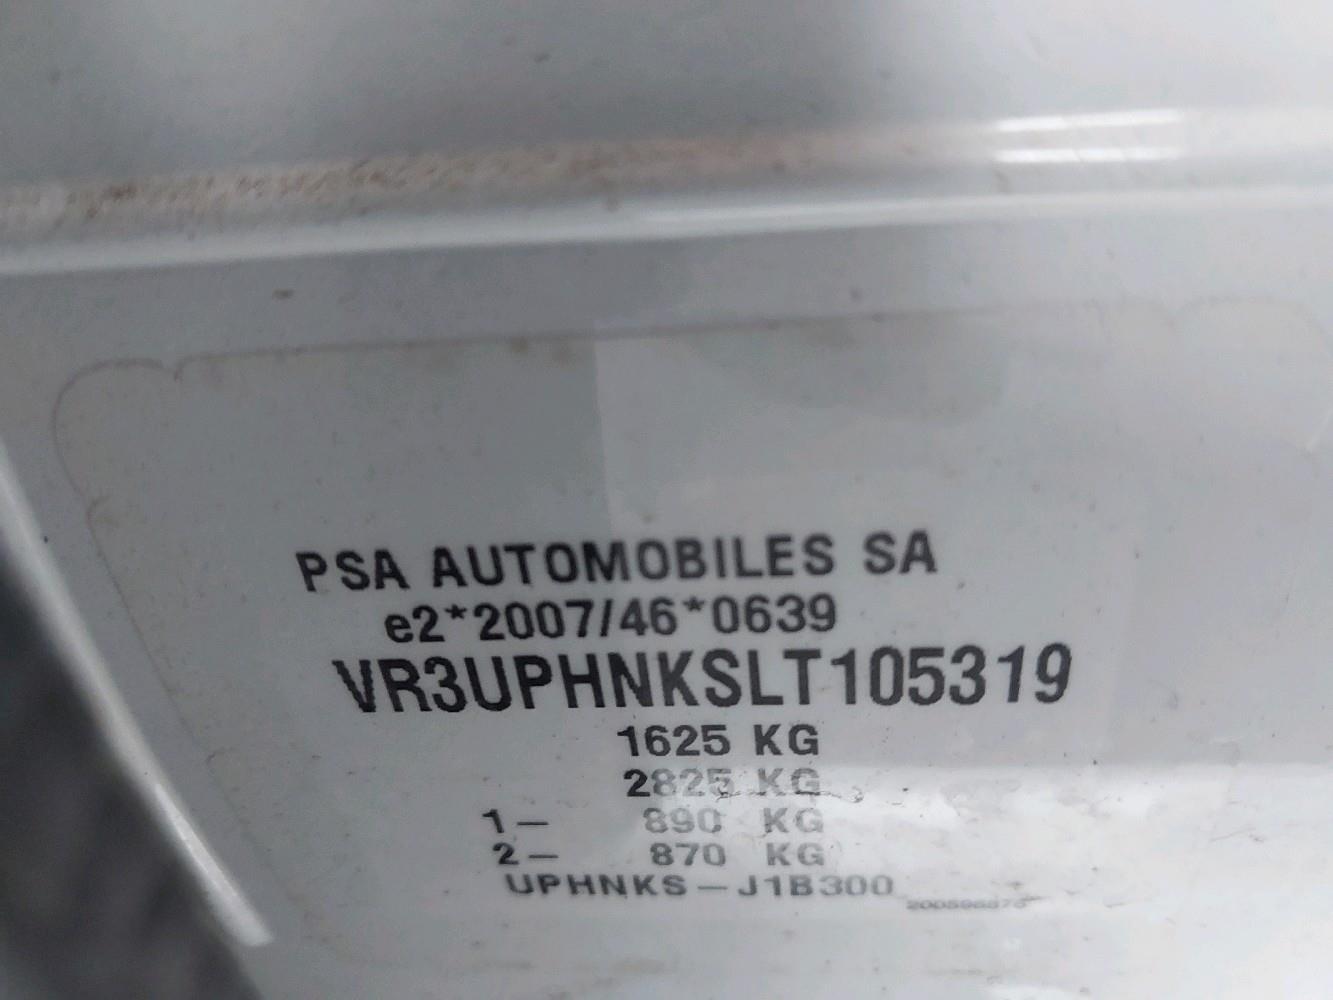 PSA AUTOMOBILES SA
e2*2007/46*0639
VR3UPHNKSLT105319
1625 KG
2825 KG
1- 890 KG
2- 870 KG
UPHNKS-J1B300